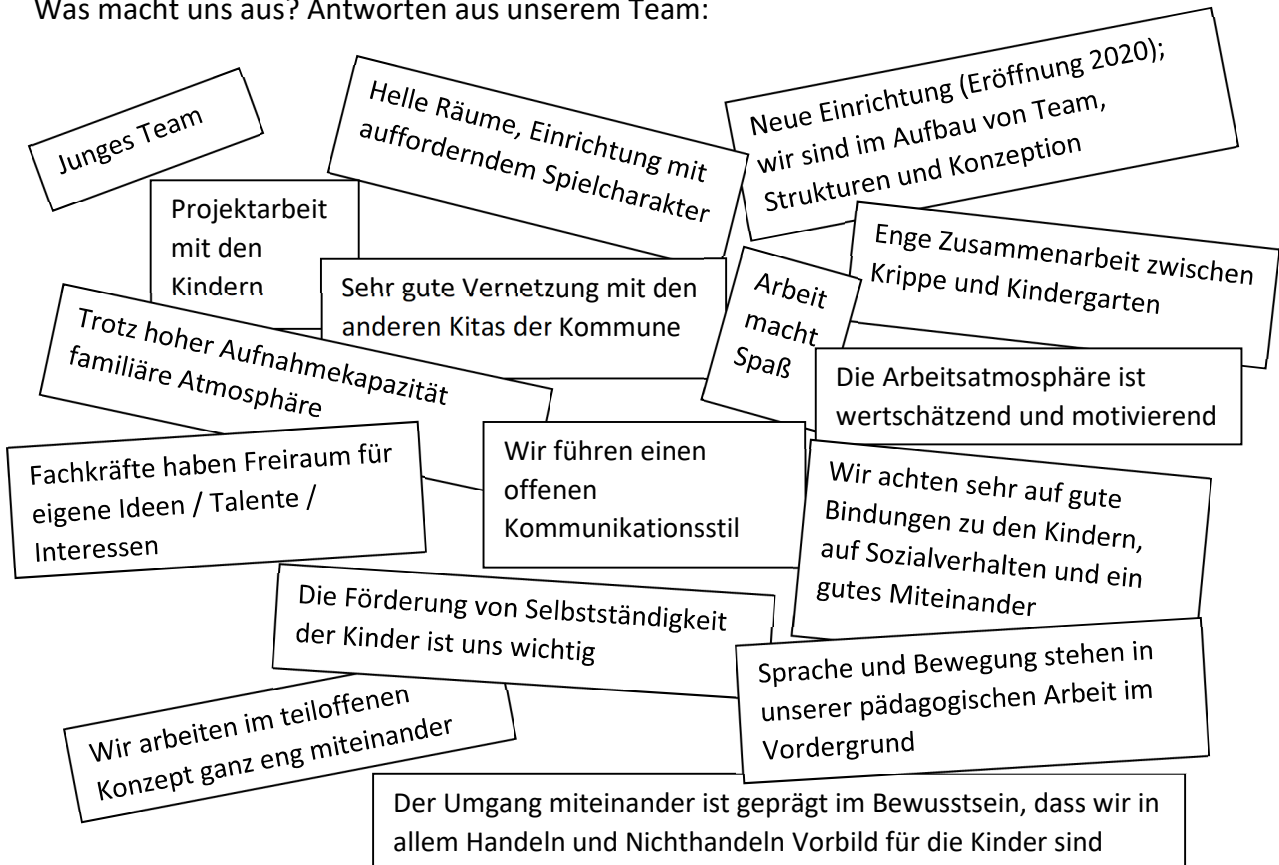 Was macht uns aus? Antworten aus unserem Team:
Junges Team
Helle Räume, Einrichtung mit
aufforderndem Spielcharakter
Neue Einrichtung (Eröffnung 2020);
wir sind im Aufbau von Team,
Strukturen und Konzeption
Projektarbeit
mit den
Kindern
Sehr gute Vernetzung mit den
anderen Kitas der Kommune
Arbeit
macht
Spaß
Enge Zusammenarbeit zwischen
Krippe und Kindergarten
Trotz hoher Aufnahmekapazität
familiäre Atmosphäre
Die Arbeitsatmosphäre ist
wertschätzend und motivierend
Fachkräfte haben Freiraum für
eigene Ideen / Talente /
Interessen
Wir führen einen
offenen
Kommunikationsstil
Wir achten sehr auf gute
Bindungen zu den Kindern,
auf Sozialverhalten und ein
gutes Miteinander
Die Förderung von Selbstständigkeit
der Kinder ist uns wichtig
Sprache und Bewegung stehen in
unserer pädagogischen Arbeit im
Vordergrund
Wir arbeiten im teiloffenen
Konzept ganz eng miteinander
Der Umgang miteinander ist geprägt im Bewusstsein, dass wir in
allem Handeln und Nichthandeln Vorbild für die Kinder sind